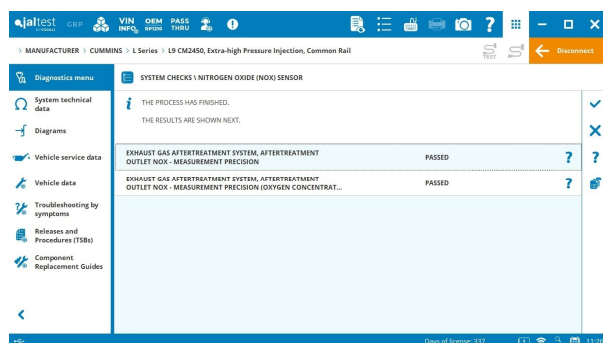 jaltest GRP VIN INFO OEM RP1210 PASS THRU
> MANUFACTURER > CUMMINS > L Series > L9 CM2450, Extra-high Pressure Injection, Common Rail
TEST
Disconnect
Diagnostics menu
SYSTEM CHECKS \ NITROGEN OXIDE (NOX) SENSOR
System technical
data
THE PROCESS HAS FINISHED.
THE RESULTS ARE SHOWN NEXT.
Diagrams
Vehicle service data
EXHAUST GAS AFTERTREATMENT SYSTEM, AFTERTREATMENT
OUTLET NOX - MEASUREMENT PRECISION
PASSED
?
Vehicle data
EXHAUST GAS AFTERTREATMENT SYSTEM, AFTERTREATMENT
OUTLET NOX - MEASUREMENT PRECISION (OXYGEN CONCENTRAT...
PASSED
?
Troubleshooting by
symptoms
Releases and
Procedures (TSBs)
Component
Replacement Guides
Days of license: 337
11:26